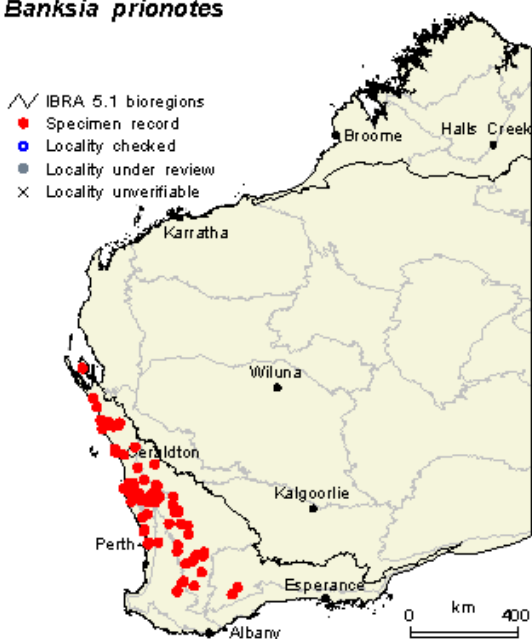 Banksia prionotes
IBRA 5.1 bioregions
Specimen record
Locality checked
Locality under review
Locality unverifiable
Broome
Halls Creek
Karratha
Wiluna
Geraldton
Kalgoorlie
Perth
Esperance
Albany
km
0 400